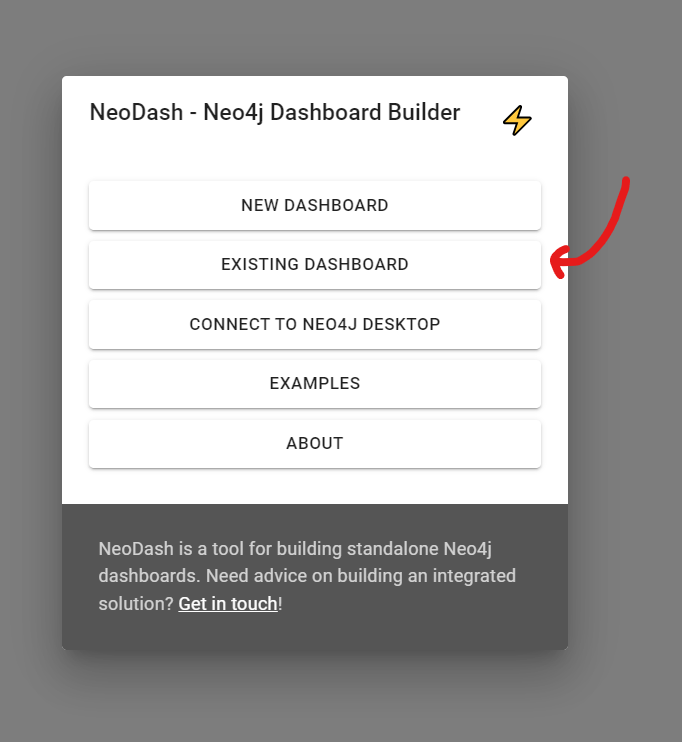 NeoDash - Neo4j Dashboard Builder
NEW DASHBOARD
EXISTING DASHBOARD
CONNECT TO NEO4J DESKTOP
EXAMPLES
ABOUT
NeoDash is a tool for building standalone Neo4j
dashboards. Need advice on building an integrated
solution? Get in touch!